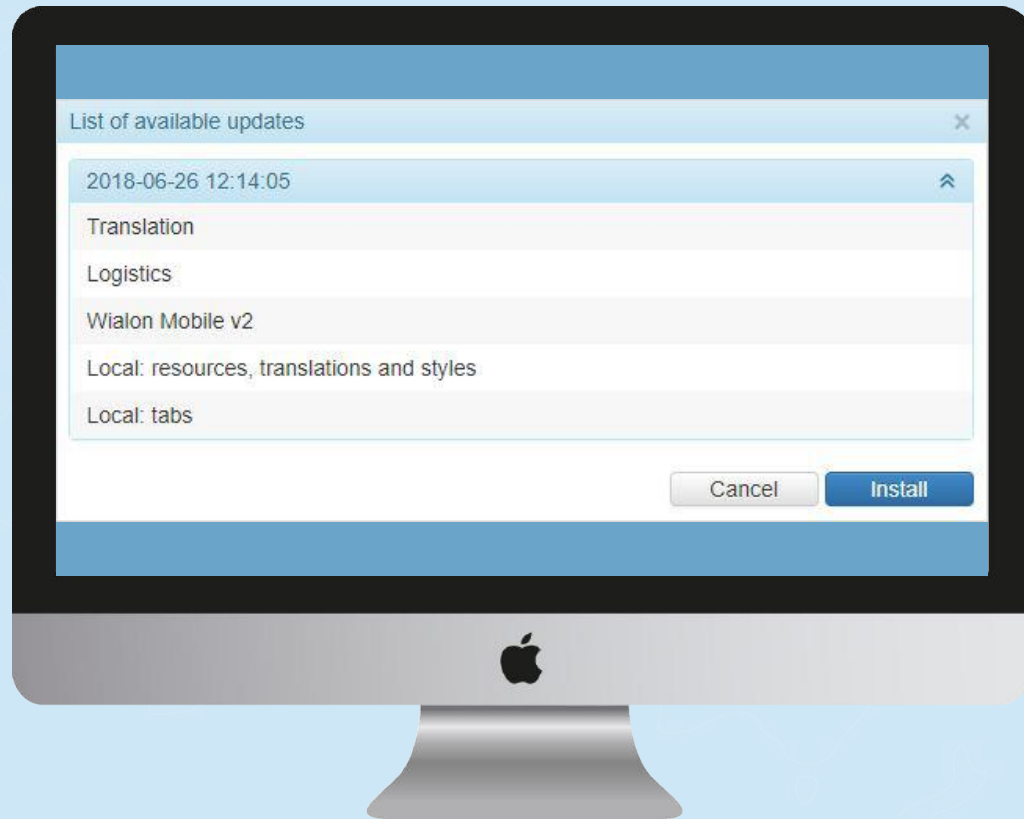 List of available updates
2018-06-26 12:14:05
Translation
Logistics
Wialon Mobile v2
Local: resources, translations and styles
Local: tabs
Cancel Install